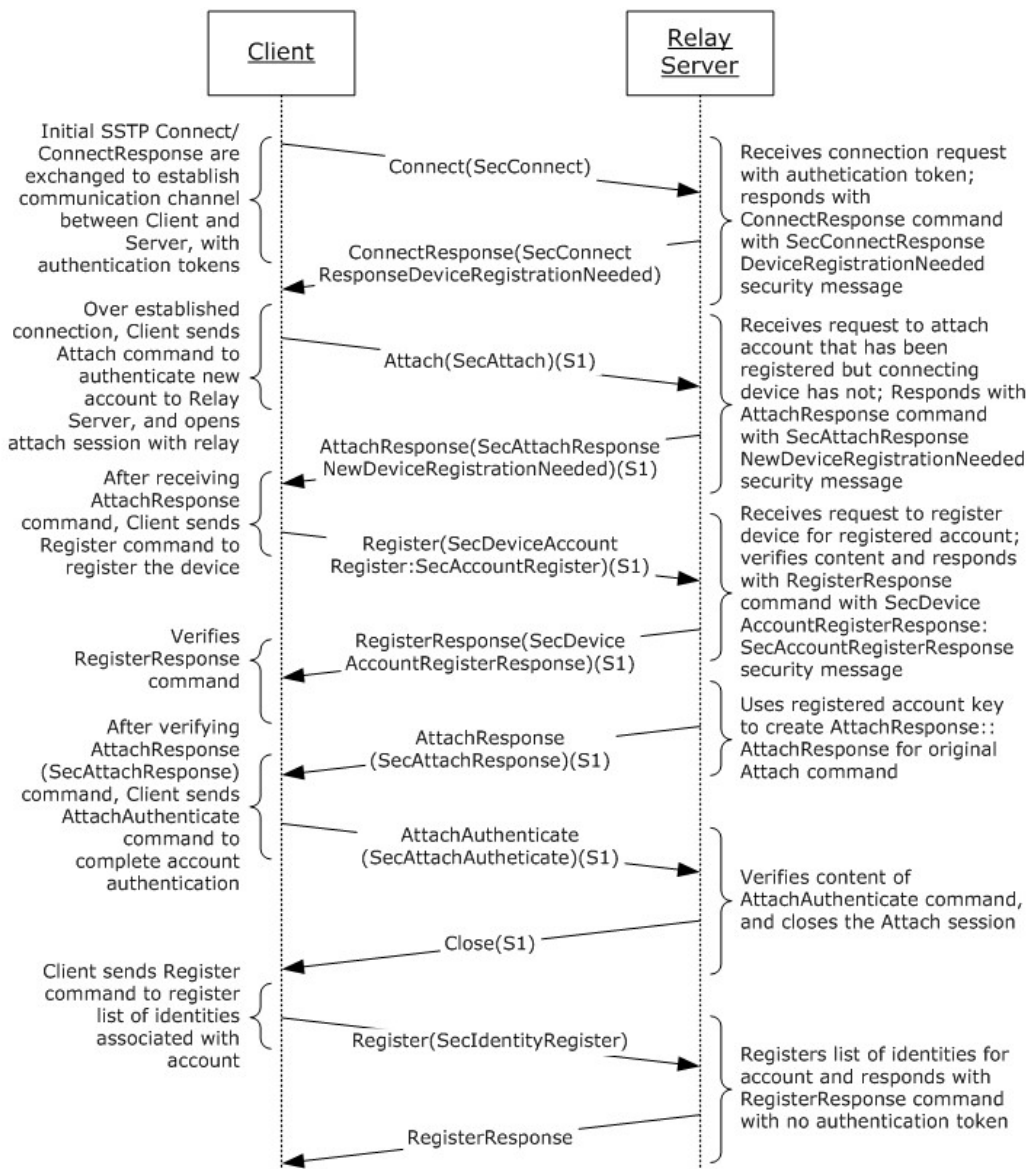 Client
Relay
Server
Initial SSTP Connect/
ConnectResponse are
exchanged to establish
communication channel
between Client and
Server, with
authentication tokens
Connect(SecConnect)
Receives connection request
with authetication token;
responds with
ConnectResponse command
with SecConnectResponse
DeviceRegistrationNeeded
security message
ConnectResponse(SecConnect
ResponseDeviceRegistrationNeeded)
Over established
connection, Client sends
Attach command to
authenticate new
account to Relay
Server, and opens
attach session with relay
Attach(SecAttach)(S1)
Receives request to attach
account that has been
registered but connecting
device has not; Responds with
AttachResponse command
with SecAttachResponse
NewDeviceRegistrationNeeded
security message
AttachResponse(SecAttachResponse
NewDeviceRegistrationNeeded)(S1)
After receiving
AttachResponse
command, Client sends
Register command to
register the device
Register(SecDeviceAccount
Register:SecAccountRegister)(S1)
Receives request to register
device for registered account;
verifies content and responds
with RegisterResponse
command with SecDevice
AccountRegisterResponse:
SecAccountRegisterResponse
security message
Verifies
RegisterResponse
command
RegisterResponse(SecDevice
AccountRegisterResponse)(S1)
After verifying
AttachResponse
(SecAttachResponse)
command, Client sends
AttachAuthenticate
command to
complete account
authentication
AttachResponse
(SecAttachResponse)(S1)
Uses registered account key
to create AttachResponse::
AttachResponse for original
Attach command
AttachAuthenticate
(SecAttachAutheticate)(S1)
Verifies content of
AttachAuthenticate command,
and closes the Attach session
Close(S1)
Client sends Register
command to register
list of identities
associated with
account
Register(SecIdentityRegister)
Registers list of identities for
account and responds with
RegisterResponse command
with no authentication token
RegisterResponse